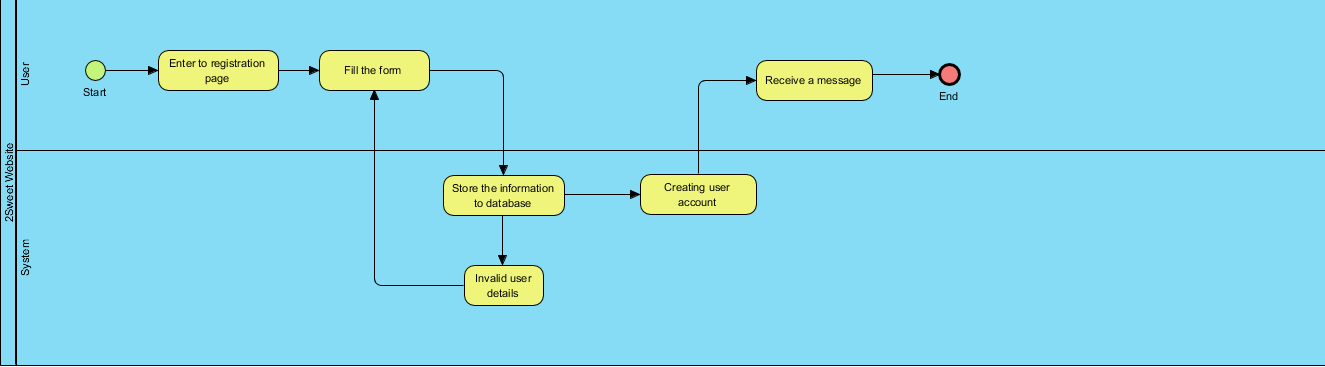 2Sweet Website
User
Start
Enter to registration
page
Fill the form
Receive a message
End
System
Store the information
to database
Creating user
account
Invalid user
details